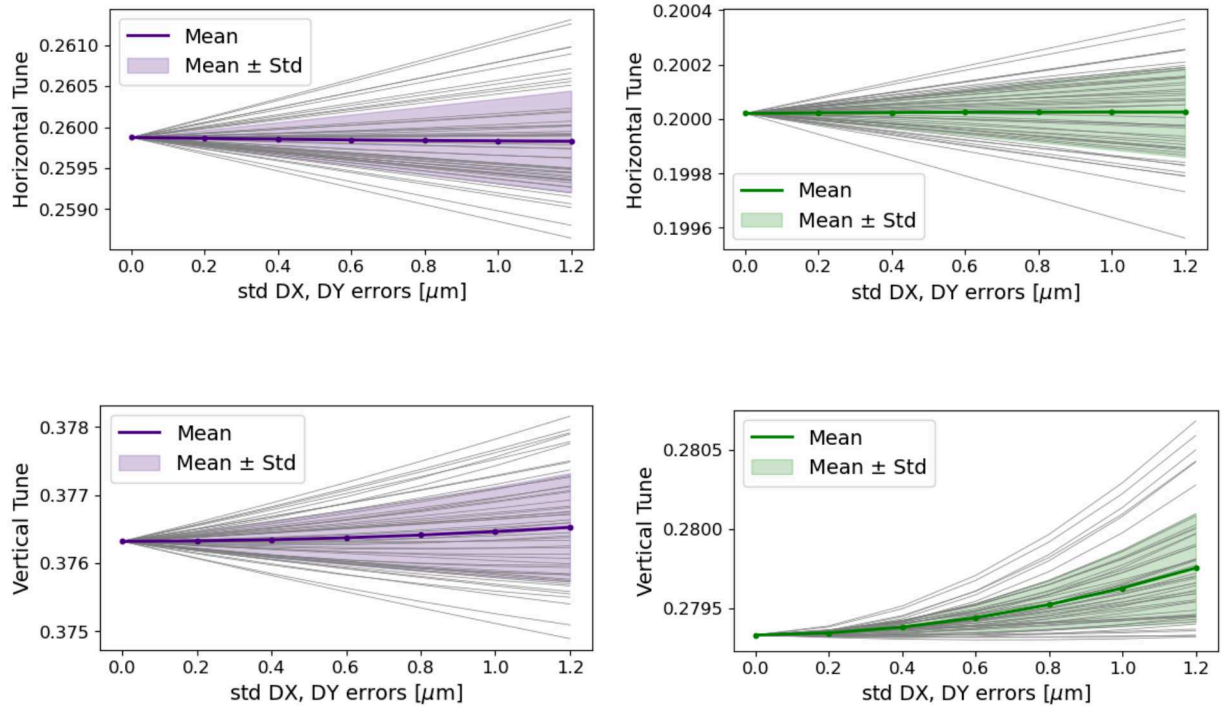 Horizontal Tune
0.2610
0.2605
0.2600
0.2595
0.2590
Mean
Mean ± Std
0.0 0.2 0.4 0.6 0.8 1.0 1.2
std DX, DY errors [μm]
Horizontal Tune
0.2004
0.2002
0.2000
0.1998
0.1996
Mean
Mean ± Std
0.0 0.2 0.4 0.6 0.8 1.0 1.2
std DX, DY errors [μm]
Vertical Tune
0.378
0.377
0.376
0.375
Mean
Mean ± Std
0.0 0.2 0.4 0.6 0.8 1.0 1.2
std DX, DY errors [μm]
Vertical Tune
0.2805
0.2800
0.2795
Mean
Mean ± Std
0.0 0.2 0.4 0.6 0.8 1.0 1.2
std DX, DY errors [μm]